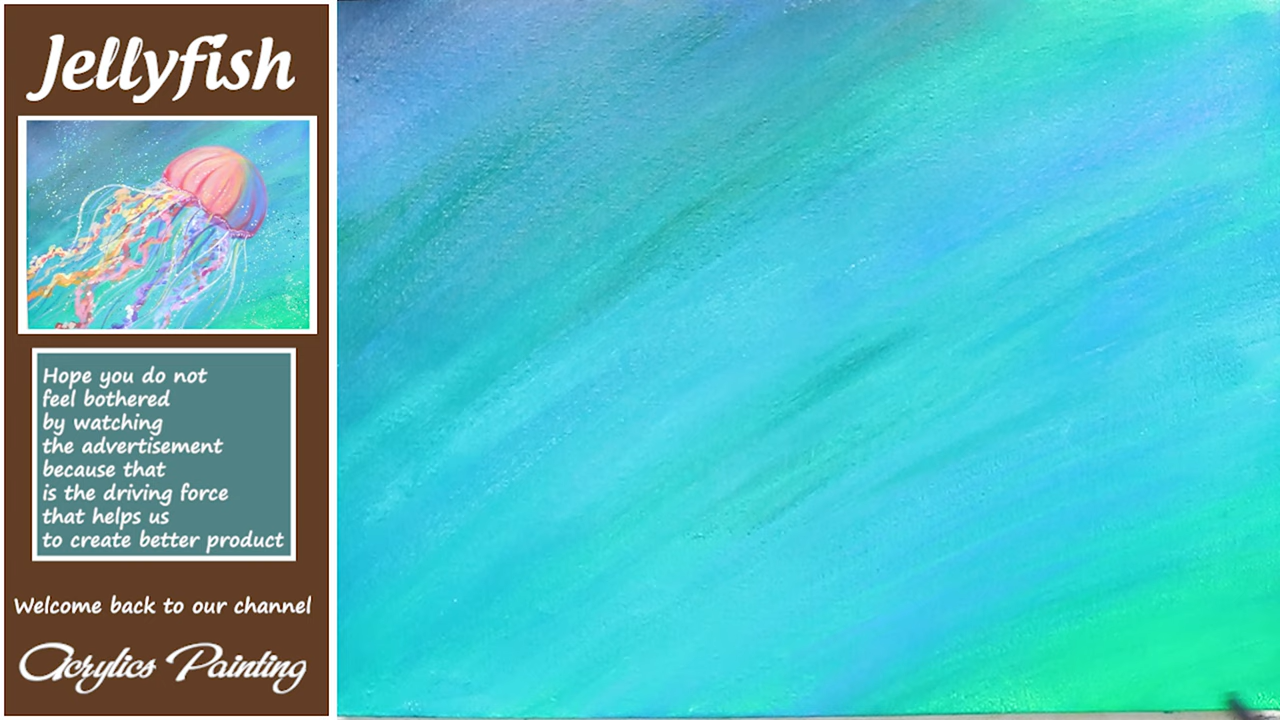 Jellyfish
Hope you do not
feel bothered
by watching
the advertisement
because that
is the driving force
that helps us
to create better product
Welcome back to our channel
Acrylics Painting